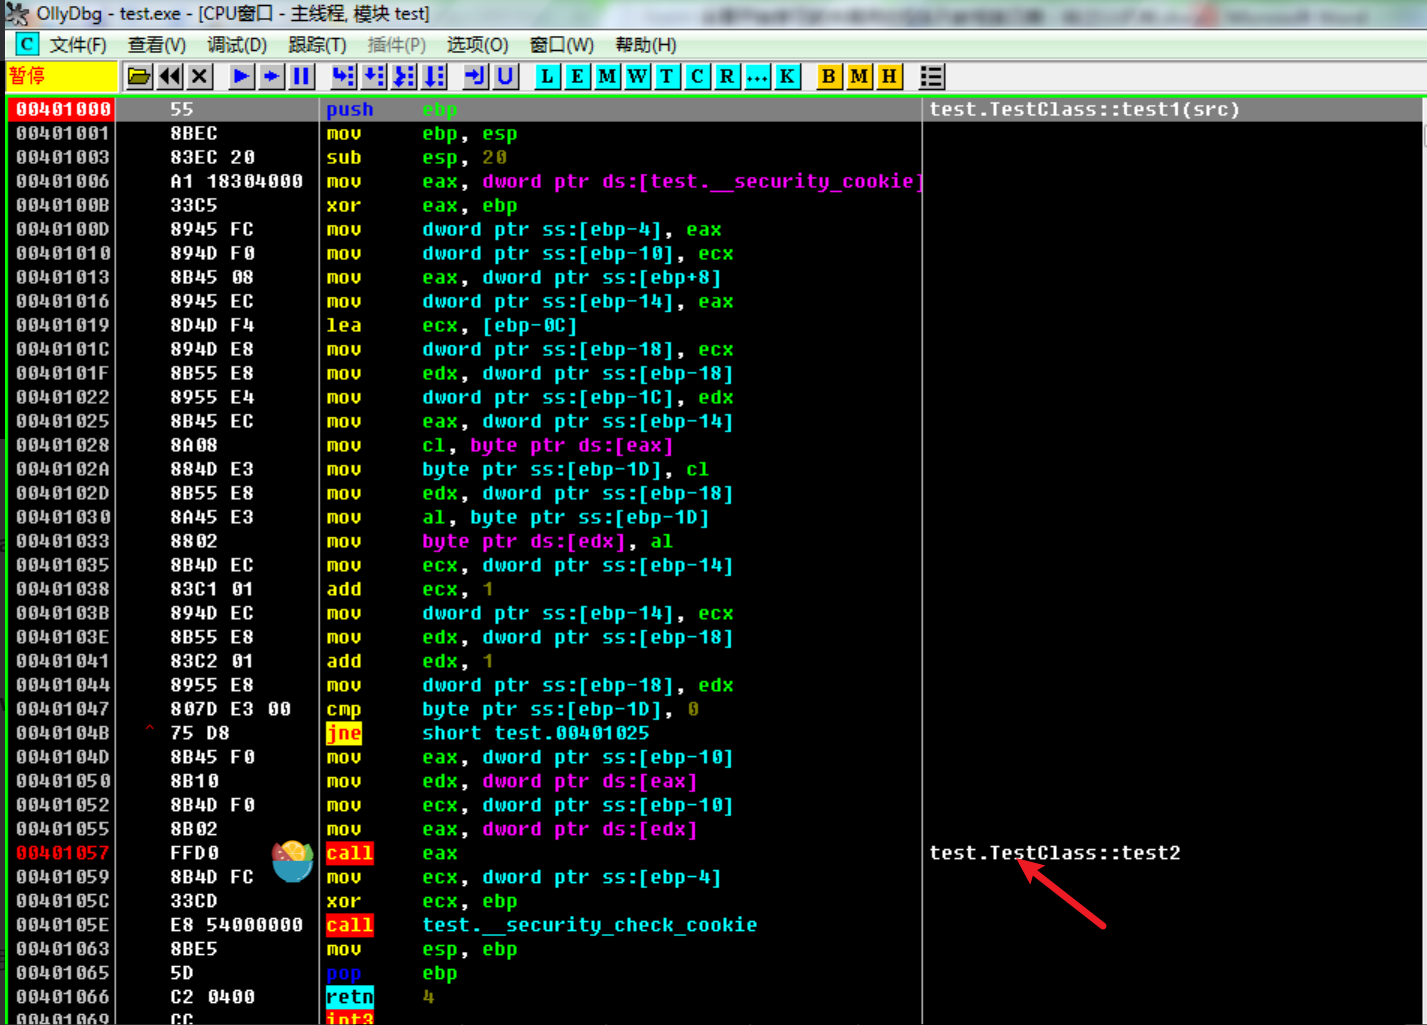 OllyDbg - test.exe - [CPU窗口 - 主线程, 模块 test]
C 文件(F) 查看(V) 调试(D) 跟踪(T) 插件(P) 选项(O) 窗口(W) 帮助(H)
暂停 L E M W T C R ... K B M H
00401000 55 push ebp test.TestClass::test1(src)
00401001 8BEC mov ebp, esp
00401003 83EC 20 sub esp, 20
00401006 A1 18304000 mov eax, dword ptr ds:[test.__security_cookie]
0040100B 33C5 xor eax, ebp
0040100D 8945 FC mov dword ptr ss:[ebp-4], eax
00401010 894D F0 mov dword ptr ss:[ebp-10], ecx
00401013 8B45 08 mov eax, dword ptr ss:[ebp+8]
00401016 8945 EC mov dword ptr ss:[ebp-14], eax
00401019 8D4D F4 lea ecx, [ebp-0C]
0040101C 894D E8 mov dword ptr ss:[ebp-18], ecx
0040101F 8B55 E8 mov edx, dword ptr ss:[ebp-18]
00401022 8955 E4 mov dword ptr ss:[ebp-1C], edx
00401025 8B45 EC mov eax, dword ptr ss:[ebp-14]
00401028 8A08 mov cl, byte ptr ds:[eax]
0040102A 884D E3 mov byte ptr ss:[ebp-1D], cl
0040102D 8B55 E8 mov edx, dword ptr ss:[ebp-18]
00401030 8A45 E3 mov al, byte ptr ss:[ebp-1D]
00401033 8802 mov byte ptr ds:[edx], al
00401035 8B4D EC mov ecx, dword ptr ss:[ebp-14]
00401038 83C1 01 add ecx, 1
0040103B 894D EC mov dword ptr ss:[ebp-14], ecx
0040103E 8B55 E8 mov edx, dword ptr ss:[ebp-18]
00401041 83C2 01 add edx, 1
00401044 8955 E8 mov dword ptr ss:[ebp-18], edx
00401047 807D E3 00 cmp byte ptr ss:[ebp-1D], 0
0040104B ^ 75 D8 jne short test.00401025
0040104D 8B45 F0 mov eax, dword ptr ss:[ebp-10]
00401050 8B10 mov edx, dword ptr ds:[eax]
00401052 8B4D F0 mov ecx, dword ptr ss:[ebp-10]
00401055 8B02 mov eax, dword ptr ds:[edx]
00401057 FFD0 call eax test.TestClass::test2
00401059 8B4D FC mov ecx, dword ptr ss:[ebp-4]
0040105C 33CD xor ecx, ebp
0040105E E8 54000000 call test.__security_check_cookie
00401063 8BE5 mov esp, ebp
00401065 5D pop ebp
00401066 C2 0400 retn 4
00401069 CC int3